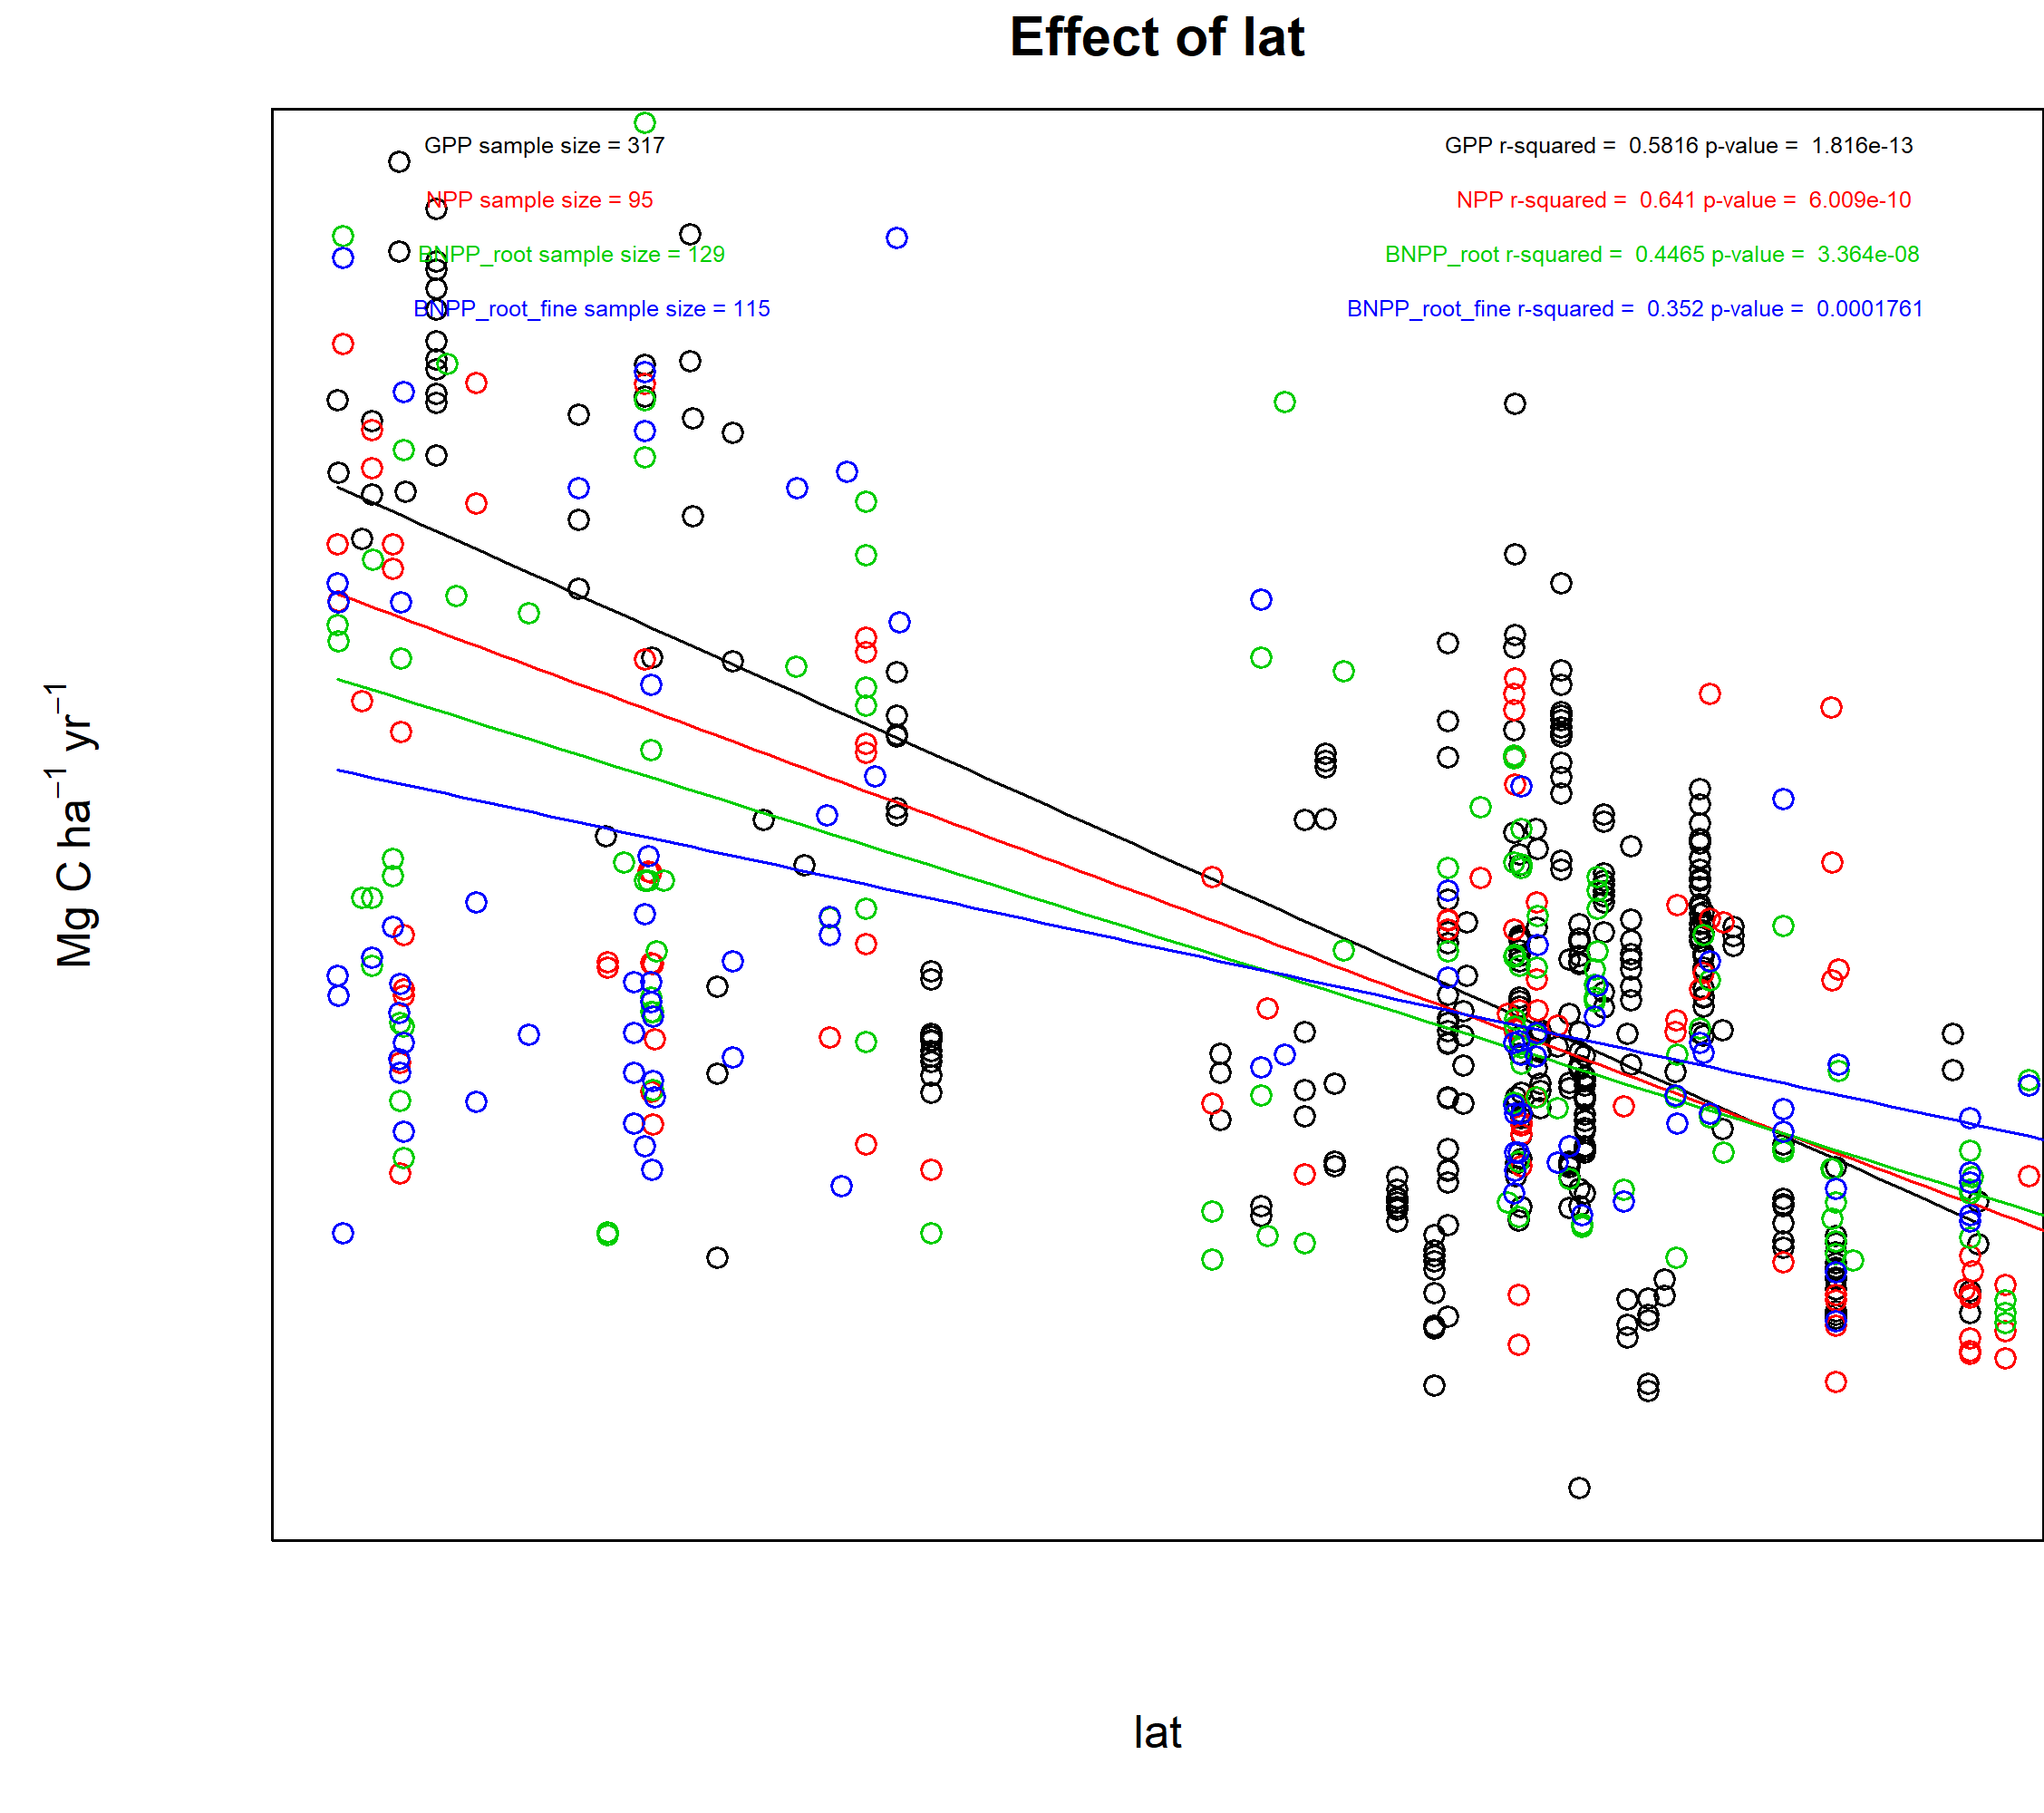 Effect of lat
GPP sample size = 317
NPP sample size = 95
BNPP_root sample size = 129
BNPP_root_fine sample size = 115
GPP r-squared = 0.5816 p-value = 1.816e-13
NPP r-squared = 0.641 p-value = 6.009e-10
BNPP_root r-squared = 0.4465 p-value = 3.364e-08
BNPP_root_fine r-squared = 0.352 p-value = 0.0001761
Mg C ha⁻¹ yr⁻¹
lat